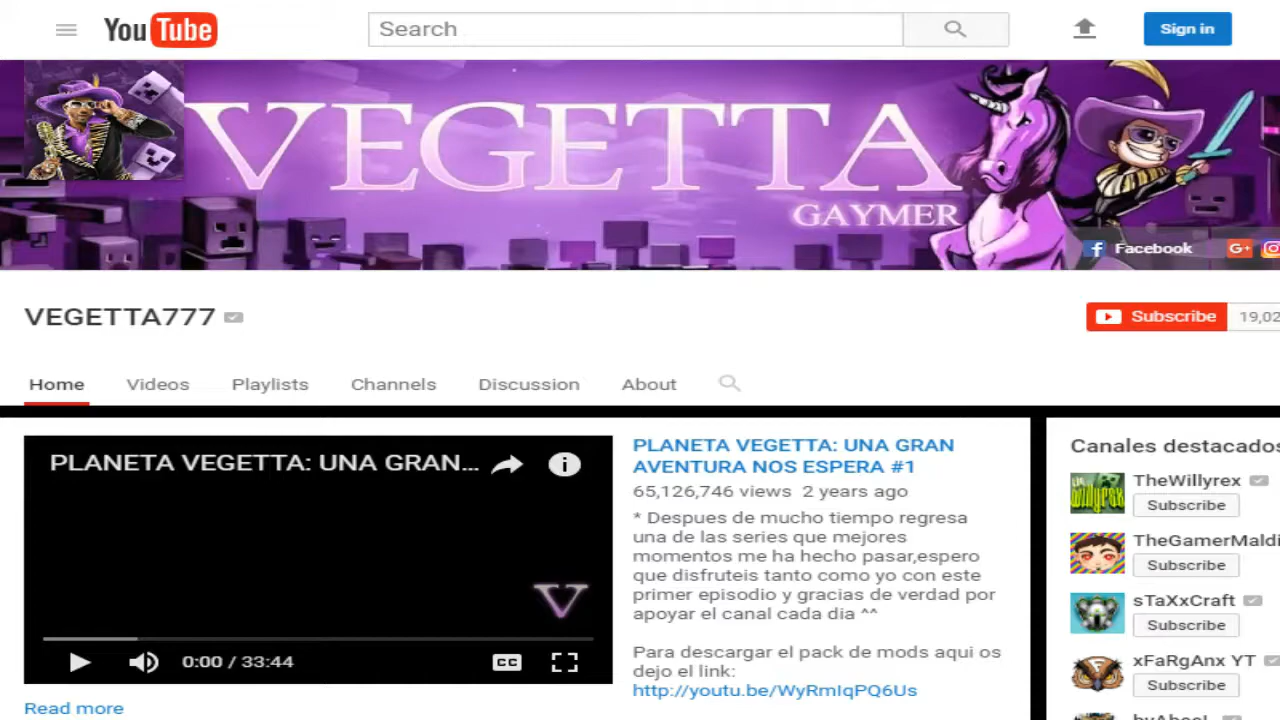 YouTube
Search
Sign in
VEGETTA
GAYMER
Facebook
G+
VEGETTA777
Subscribe
19,02
Home
Videos
Playlists
Channels
Discussion
About
PLANETA VEGETTA: UNA GRAN...
0:00 / 33:44
CC
Read more
PLANETA VEGETTA: UNA GRAN
AVENTURA NOS ESPERA #1
65,126,746 views 2 years ago
* Despues de mucho tiempo regresa
una de las series que mejores
momentos me ha hecho pasar,espero
que disfruteis tanto como yo con este
primer episodio y gracias de verdad por
apoyar el canal cada dia ^^
Para descargar el pack de mods aqui os
dejo el link:
http://youtu.be/WyRmIqPQ6Us
Canales destacados
TheWillyrex
Subscribe
TheGamerMaldi
Subscribe
sTaXxCraft
Subscribe
xFaRgAnx YT
Subscribe